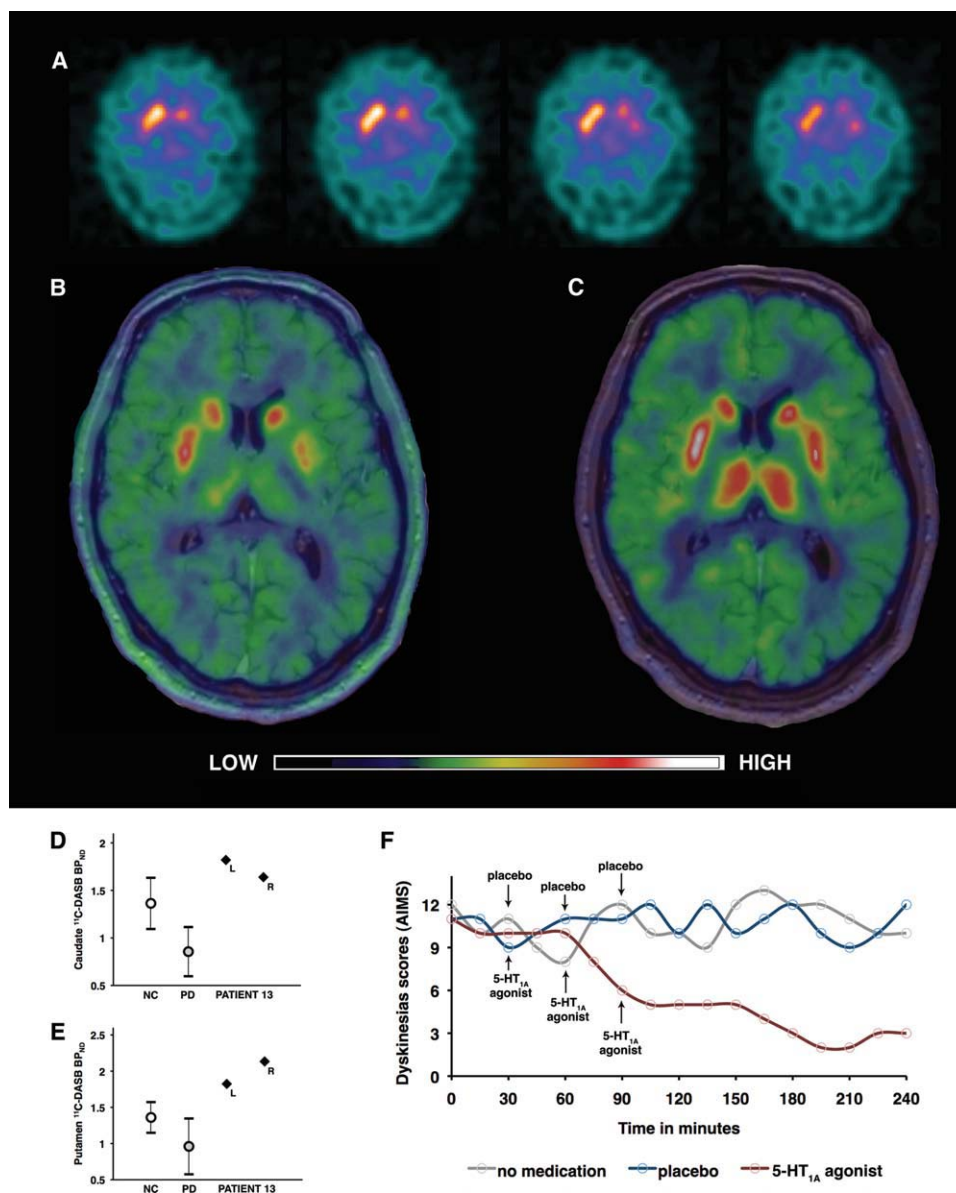 A
B
C
LOW HIGH
D
Caudate ¹¹C-DASB BP_ND
2
1.5
1
0.5
NC PD PATIENT 13
L
R
E
Putamen ¹¹C-DASB BP_ND
2.5
2
1.5
1
0.5
NC PD PATIENT 13
L
R
F
Dyskinesias scores (AIMS)
12
9
6
3
0
placebo
placebo
placebo
5-HT₁A
agonist
5-HT₁A
agonist
5-HT₁A
agonist
0 30 60 90 120 150 180 210 240
Time in minutes
no medication placebo 5-HT₁A agonist